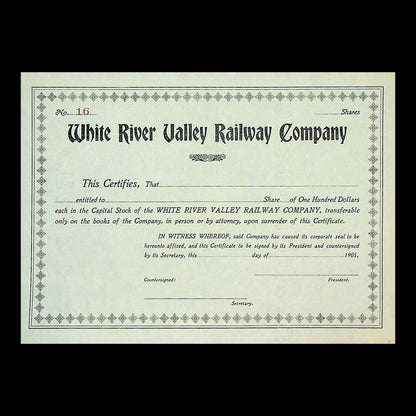 No. 16 Shares
White River Valley Railway Company
This Certifies, That
entitled to Share of One Hundred Dollars
each in the Capital Stock of the WHITE RIVER VALLEY RAILWAY COMPANY, transferable
only on the books of the Company, in person or by attorney, upon surrender of this Certificate.
IN WITNESS WHEREOF, said Company has caused its corporate seal to be
hereunto affixed, and this Certificate to be signed by its President and countersigned
by its Secretary, this day of 1905.
Countersigned: President.
Secretary.